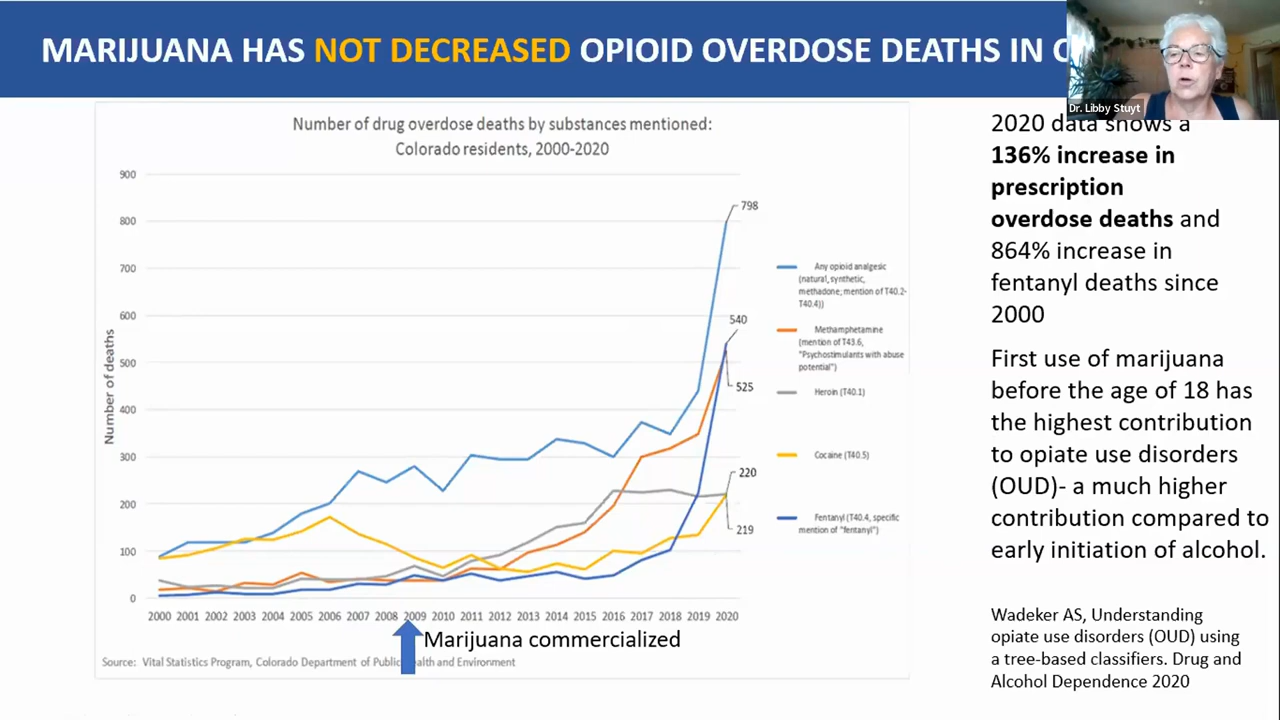 MARIJUANA HAS NOT DECREASED OPIOID OVERDOSE DEATHS IN
Dr. Libby Stuyt
Number of drug overdose deaths by substances mentioned:
Colorado residents, 2000-2020
900
800
700
600
500
400
300
200
100
0
Number of deaths
798
540
525
220
219
2000 2001 2002 2003 2004 2005 2006 2007 2008 2009 2010 2011 2012 2013 2014 2015 2016 2017 2018 2019 2020
Any opioid analgesic
(natural, synthetic,
methadone; mention of T40.2-
T40.4))
Methamphetamine
(mention of T43.6,
"Psychostimulants with abuse
potential")
Heroin (T40.1)
Cocaine (T40.5)
Fentanyl (T40.4, specific
mention of "fentanyl")
Marijuana commercialized
Source: Vital Statistics Program, Colorado Department of Public Health and Environment
2020 data shows a
136% increase in
prescription
overdose deaths and
864% increase in
fentanyl deaths since
2000
First use of marijuana
before the age of 18 has
the highest contribution
to opiate use disorders
(OUD)- a much higher
contribution compared to
early initiation of alcohol.
Wadeker AS, Understanding
opiate use disorders (OUD) using
a tree-based classifiers. Drug and
Alcohol Dependence 2020